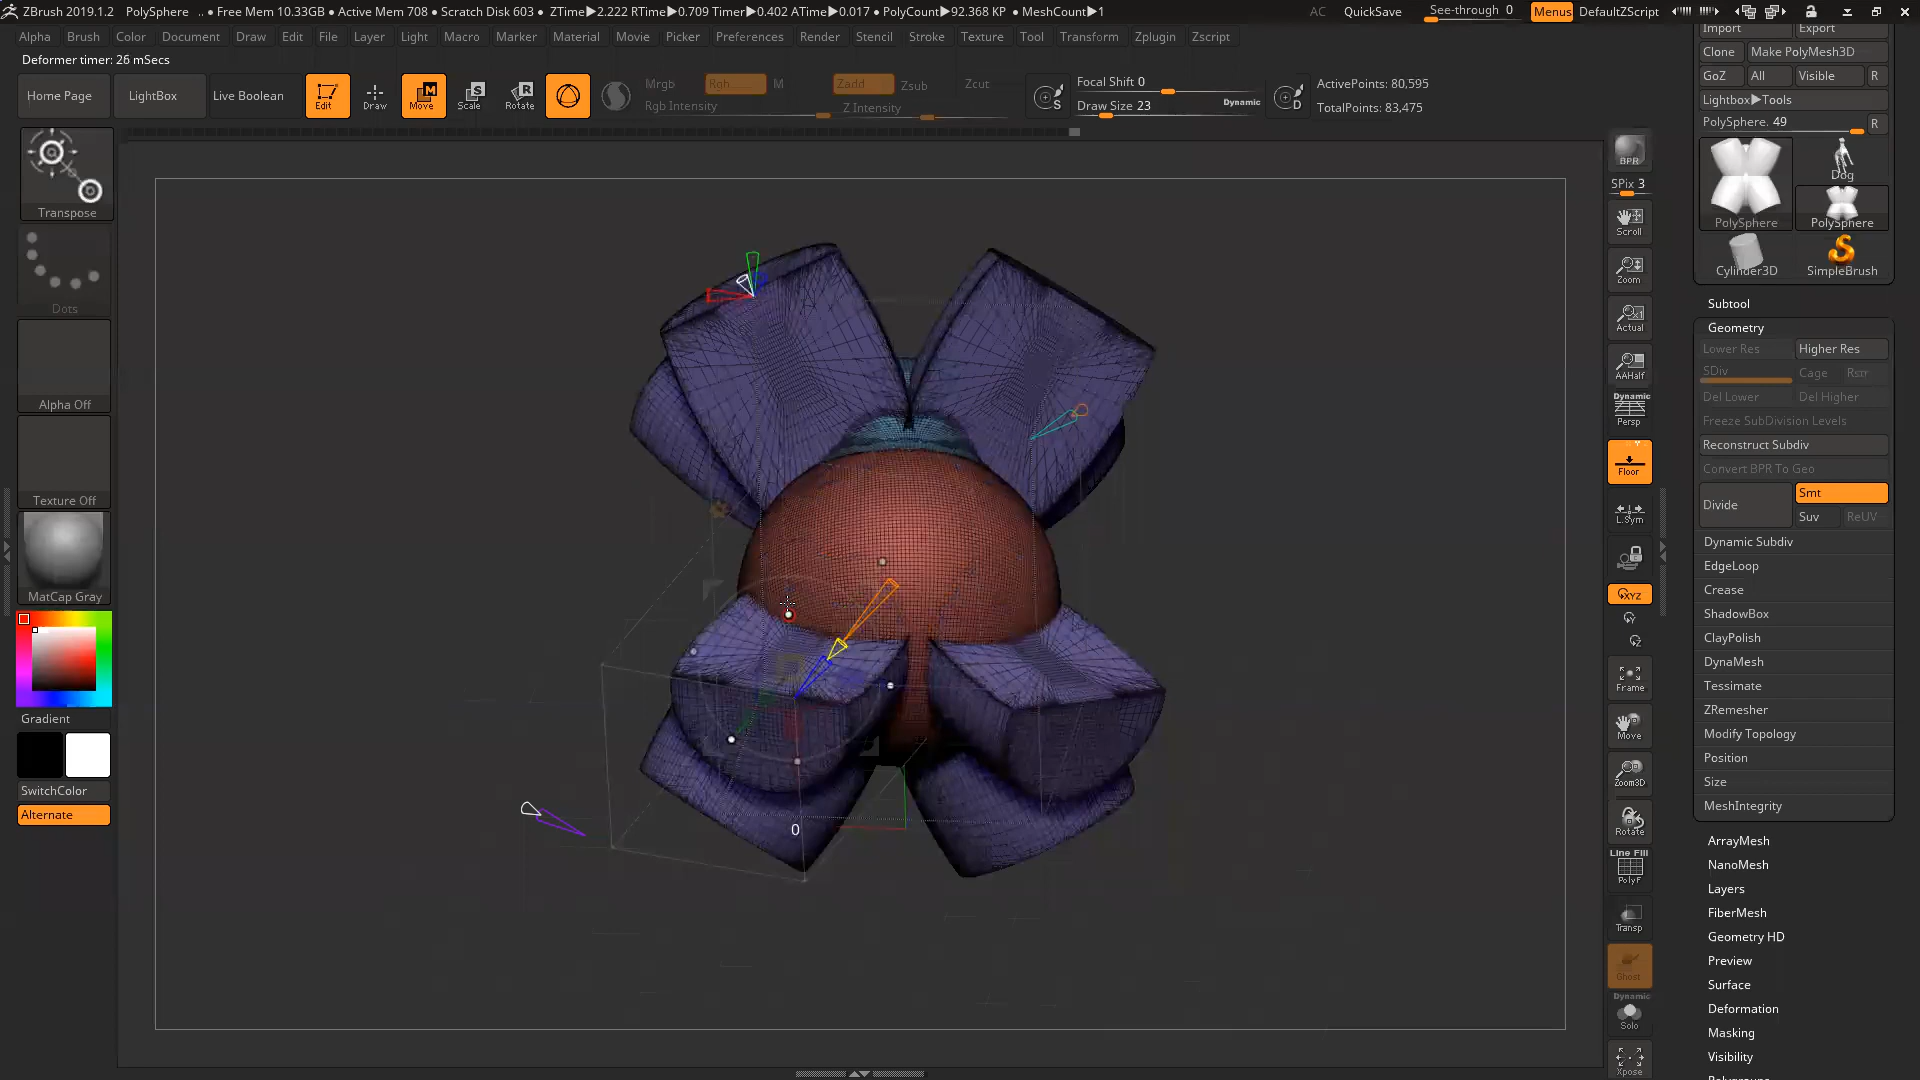 ZBrush 2019.1.2 PolySphere .. • Free Mem 10.33GB • Active Mem 708 • Scratch Disk 603 • ZTime▶2.222 RTime▶0.709 Timer▶0.402 ATime▶0.017 • PolyCount▶92.368 KP • MeshCount▶1 AC QuickSave See-through 0 Menus DefaultZScript
Alpha Brush Color Document Draw Edit File Layer Light Macro Marker Material Movie Picker Preferences Render Stencil Stroke Texture Tool Transform Zplugin Zscript
Deformer timer: 26 mSecs
Home Page LightBox Live Boolean Edit Draw Move Scale Rotate
Mrgb Rgb M Zadd Zsub Zcut
Rgb Intensity Z Intensity
Focal Shift 0
Draw Size 23 Dynamic
ActivePoints: 80,595
TotalPoints: 83,475
Transpose
Dots
Alpha Off
Texture Off
MatCap Gray
Gradient
SwitchColor
Alternate
0
BPR
SPix 3
Scroll
Zoom
Actual
AAHalf
Dynamic
Persp
Floor
L.Sym
XYZ
Frame
Move
Zoom3D
Rotate
Line Fill
PolyF
Transp
Ghost
Dynamic
Solo
Xpose
Import Export
Clone Make PolyMesh3D
GoZ All Visible R
Lightbox▶Tools
PolySphere. 49 R
PolySphere Dog
PolySphere
Cylinder3D SimpleBrush
Subtool
Geometry
Lower Res Higher Res
SDiv Cage Rstr
Del Lower Del Higher
Freeze SubDivision Levels
Reconstruct Subdiv
Convert BPR To Geo
Divide Smt
Suv ReUV
Dynamic Subdiv
EdgeLoop
Crease
ShadowBox
ClayPolish
DynaMesh
Tessimate
ZRemesher
Modify Topology
Position
Size
MeshIntegrity
ArrayMesh
NanoMesh
Layers
FiberMesh
Geometry HD
Preview
Surface
Deformation
Masking
Visibility
Polygroups